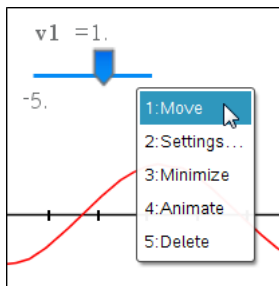 v1 =1.
-5.
1:Move
2:Settings...
3:Minimize
4:Animate
5:Delete